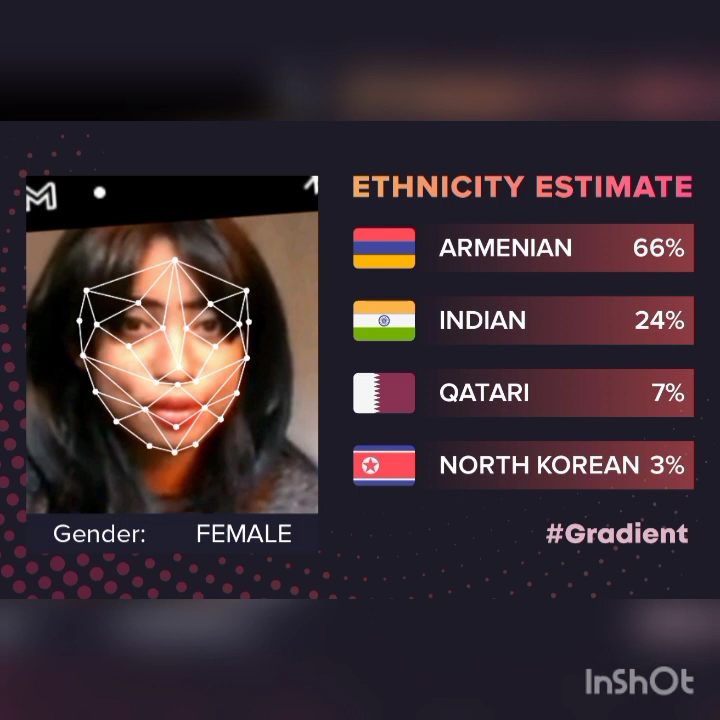 M
ETHNICITY ESTIMATE
ARMENIAN 66%
INDIAN 24%
QATARI 7%
NORTH KOREAN 3%
Gender: FEMALE
#Gradient
InShOt